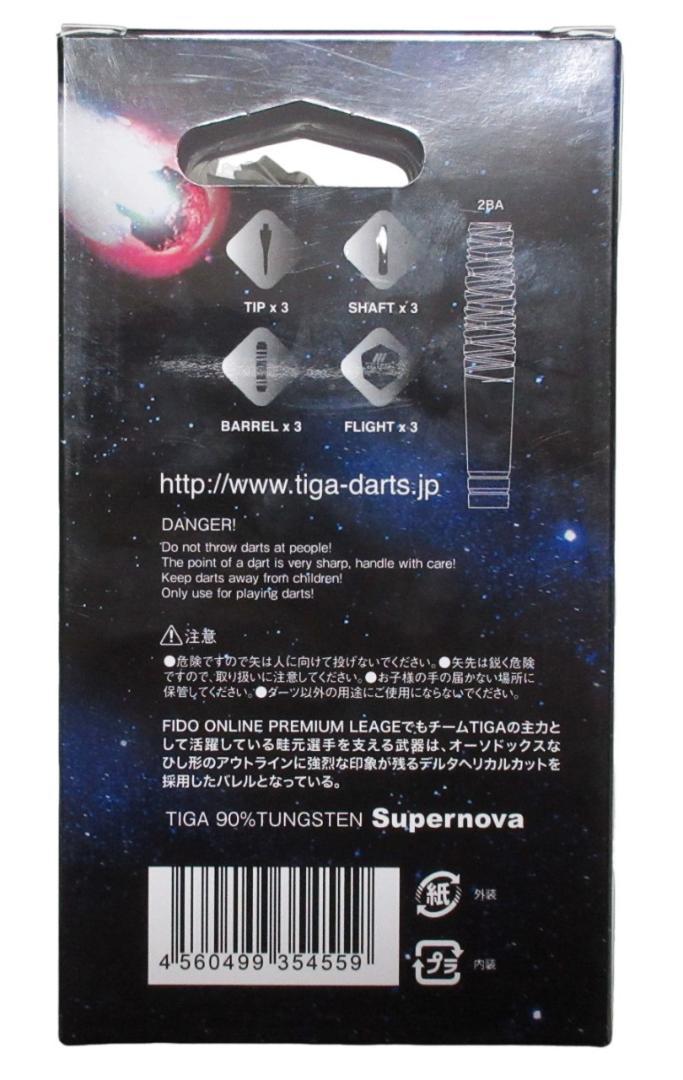 2BA
TIP x 3
SHAFT x 3
BARREL x 3
FLIGHT x 3
http://www.tiga-darts.jp
DANGER!
Do not throw darts at people!
The point of a dart is very sharp, handle with care!
Keep darts away from children!
Only use for playing darts!
⚠注意
●危険ですので矢は人に向けて投げないでください。●矢先は鋭く危険
ですので、取り扱いに注意してください。●お子様の手の届かない場所に
保管してください。●ダーツ以外の用途にご使用にならないでください。
FIDO ONLINE PREMIUM LEAGEでもチームTIGAの主力と
して活躍している畦元選手を支える武器は、オーソドックスな
ひし形のアウトラインに強烈な印象が残るデルタヘリカルカットを
採用したバレルとなっている。
TIGA 90%TUNGSTEN Supernova
4 560499 354559
紙 外装
プラ 内装